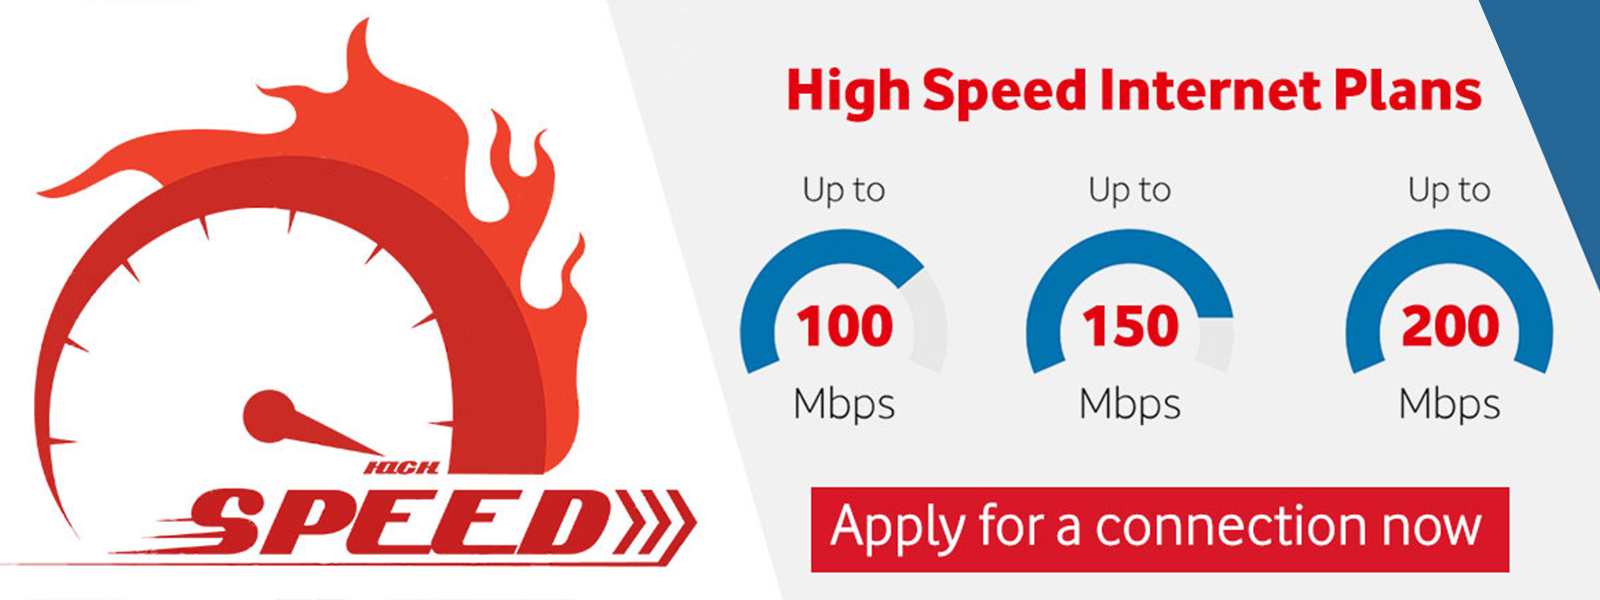 HIGH
SPEED
High Speed Internet Plans
Up to
100
Mbps
Up to
150
Mbps
Up to
200
Mbps
Apply for a connection now